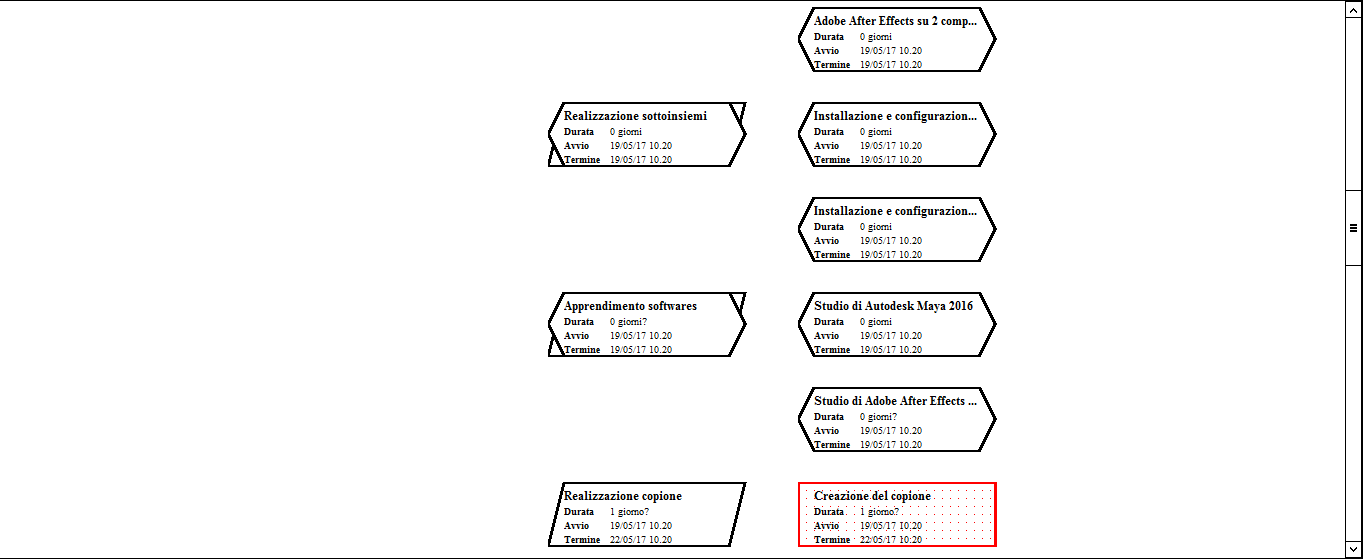 Adobe After Effects su 2 comp...
Durata 0 giorni
Avvio 19/05/17 10.20
Termine 19/05/17 10.20
Realizzazione sottoinsiemi
Durata 0 giorni
Avvio 19/05/17 10.20
Termine 19/05/17 10.20
Installazione e configurazion...
Durata 0 giorni
Avvio 19/05/17 10.20
Termine 19/05/17 10.20
Installazione e configurazion...
Durata 0 giorni
Avvio 19/05/17 10.20
Termine 19/05/17 10.20
Apprendimento softwares
Durata 0 giorni?
Avvio 19/05/17 10.20
Termine 19/05/17 10.20
Studio di Autodesk Maya 2016
Durata 0 giorni
Avvio 19/05/17 10.20
Termine 19/05/17 10.20
Studio di Adobe After Effects ...
Durata 0 giorni?
Avvio 19/05/17 10.20
Termine 19/05/17 10.20
Realizzazione copione
Durata 1 giorno?
Avvio 19/05/17 10.20
Termine 22/05/17 10.20
Creazione del copione
Durata 1 giorno?
Avvio 19/05/17 10.20
Termine 22/05/17 10.20